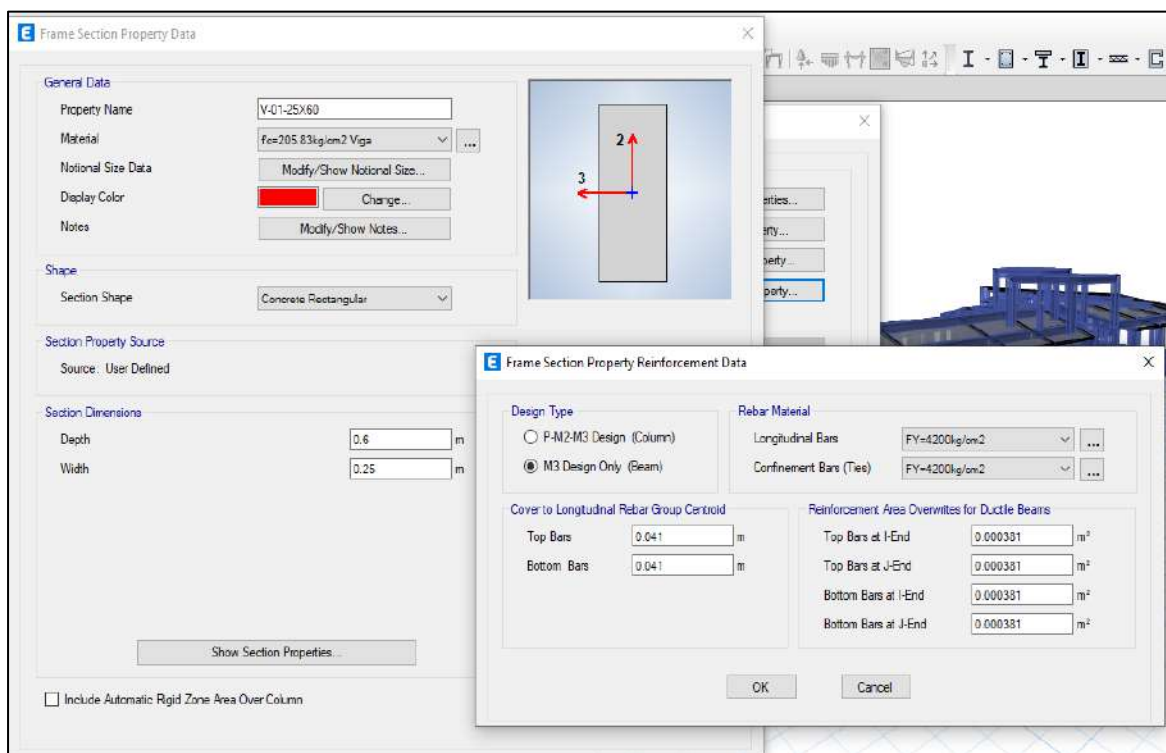 E Frame Section Property Data
General Data
Property Name V-01-25X60
Material f'c=205.83kg/cm2 Viga ...
Notional Size Data Modify/Show Notional Size...
Display Color Change...
Notes Modify/Show Notes...
2
3
Shape
Section Shape Concrete Rectangular
Section Property Source
Source: User Defined
Section Dimensions
Depth 0.6 m
Width 0.25 m
Show Section Properties...
Include Automatic Rigid Zone Area Over Column
erties...
erty...
perty...
perty...
E Frame Section Property Reinforcement Data
Design Type
P-M2-M3 Design (Column)
M3 Design Only (Beam)
Rebar Material
Longitudinal Bars FY=4200kg/cm2 ...
Confinement Bars (Ties) FY=4200kg/cm2 ...
Cover to Longitudinal Rebar Group Centroid
Top Bars 0.041 m
Bottom Bars 0.041 m
Reinforcement Area Overwrites for Ductile Beams
Top Bars at I-End 0.000381 m²
Top Bars at J-End 0.000381 m²
Bottom Bars at I-End 0.000381 m²
Bottom Bars at J-End 0.000381 m²
OK Cancel